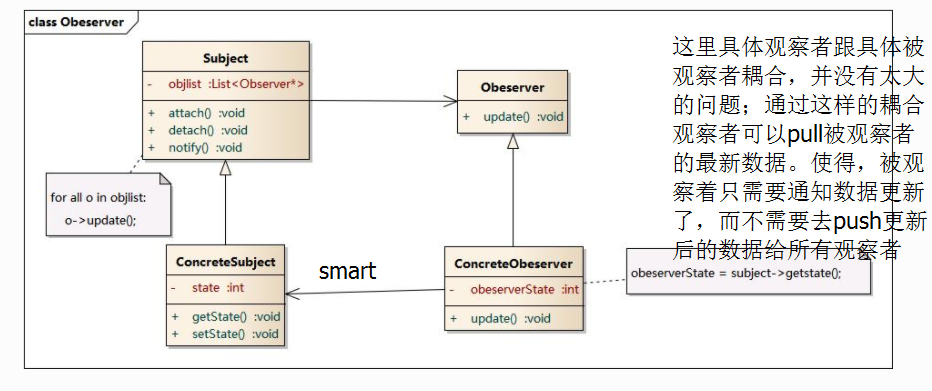 class Obeserver
Subject
- objlist :List<Observer*>
+ attach() :void
+ detach() :void
+ notify() :void
Obeserver
+ update() :void
这里具体观察者跟具体被
观察者耦合，并没有太大
的问题；通过这样的耦合
观察者可以pull被观察者
的最新数据。使得，被观
察着只需要通知数据更新
了，而不需要去push更新
后的数据给所有观察者
for all o in objlist:
o->update();
ConcreteSubject
- state :int
+ getState() :void
+ setState() :void
smart
ConcreteObeserver
- obeserverState :int
+ update() :void
obeserverState = subject->getstate();